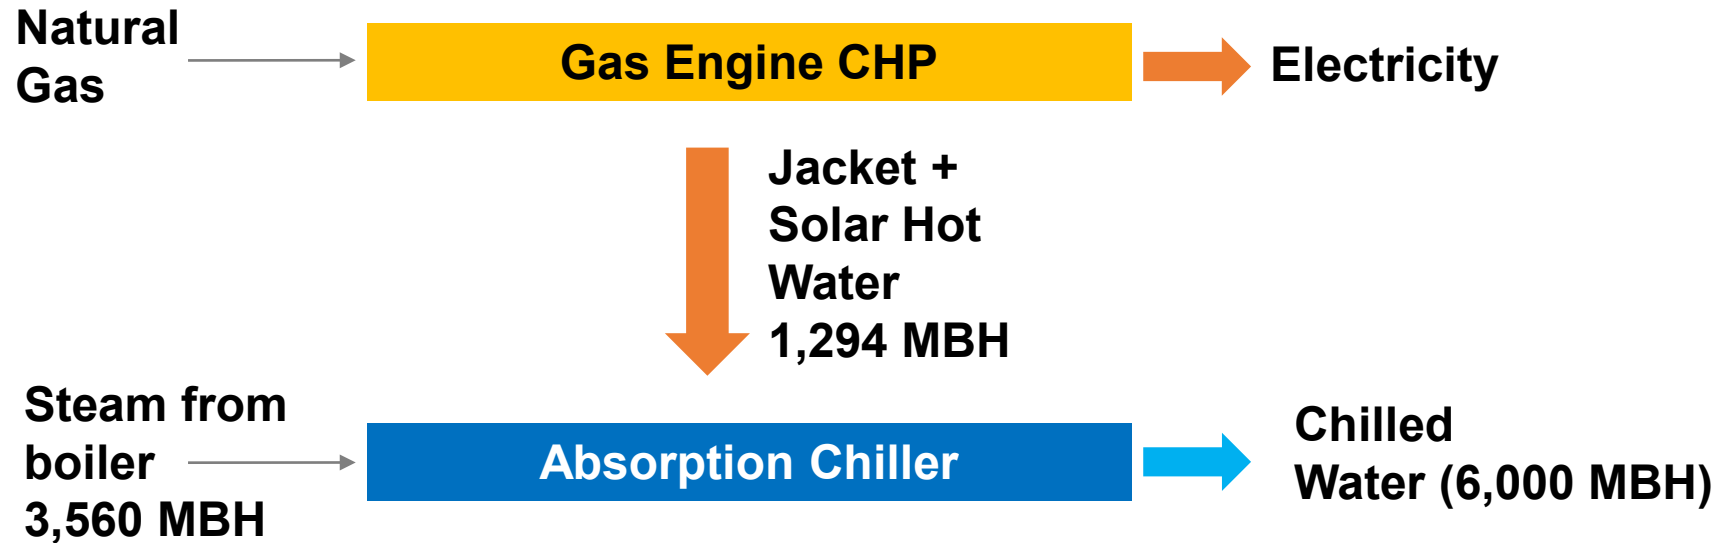 Natural
Gas
Gas Engine CHP
Electricity
Jacket +
Solar Hot
Water
1,294 MBH
Steam from
boiler
3,560 MBH
Absorption Chiller
Chilled
Water (6,000 MBH)